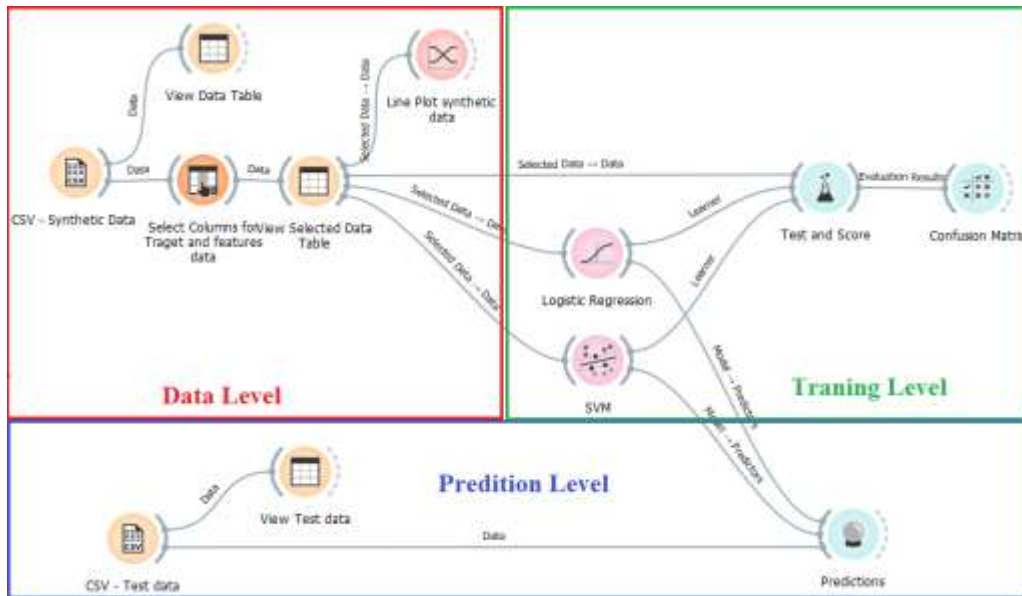 View Data Table
Line Plot synthetic
data
Data
Selected Data → Data
CSV - Synthetic Data
Data
Select Columns for
Traget and features
data
Data
View Selected Data
Table
Selected Data → Data
Selected Data → Data
Selected Data → Data
Data Level
Learner
Learner
Test and Score
Evaluation Results
Confusion Matrix
Logistic Regression
SVM
Model → Predictors
Model → Predictors
Traning Level
Predition Level
Data
View Test data
CSV
CSV - Test data
Data
Predictions